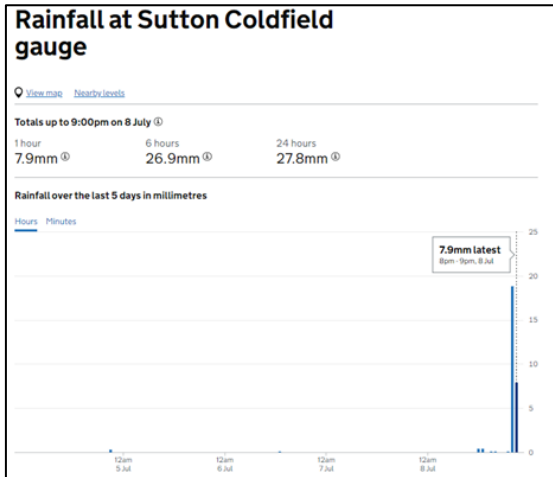 Rainfall at Sutton Coldfield
gauge
View map Nearby levels
Totals up to 9:00pm on 8 July
1 hour 6 hours 24 hours
7.9mm 26.9mm 27.8mm
Rainfall over the last 5 days in millimetres
Hours Minutes
25
7.9mm latest
8pm - 9pm, 8 Jul
20
15
10
5
0
12am 12am 12am 12am
5 Jul 6 Jul 7 Jul 8 Jul